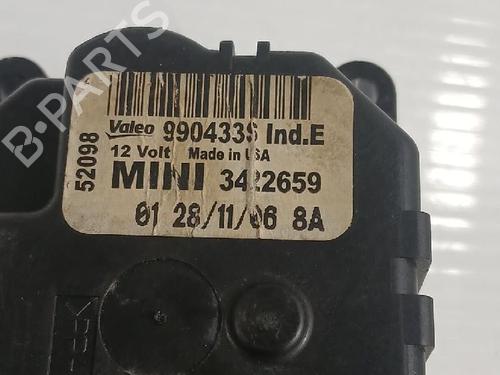 B-PARTS
Valeo 990433S Ind.E
12 Volt Made in USA
MINI 3422659
01 28/11/06 8A
52098